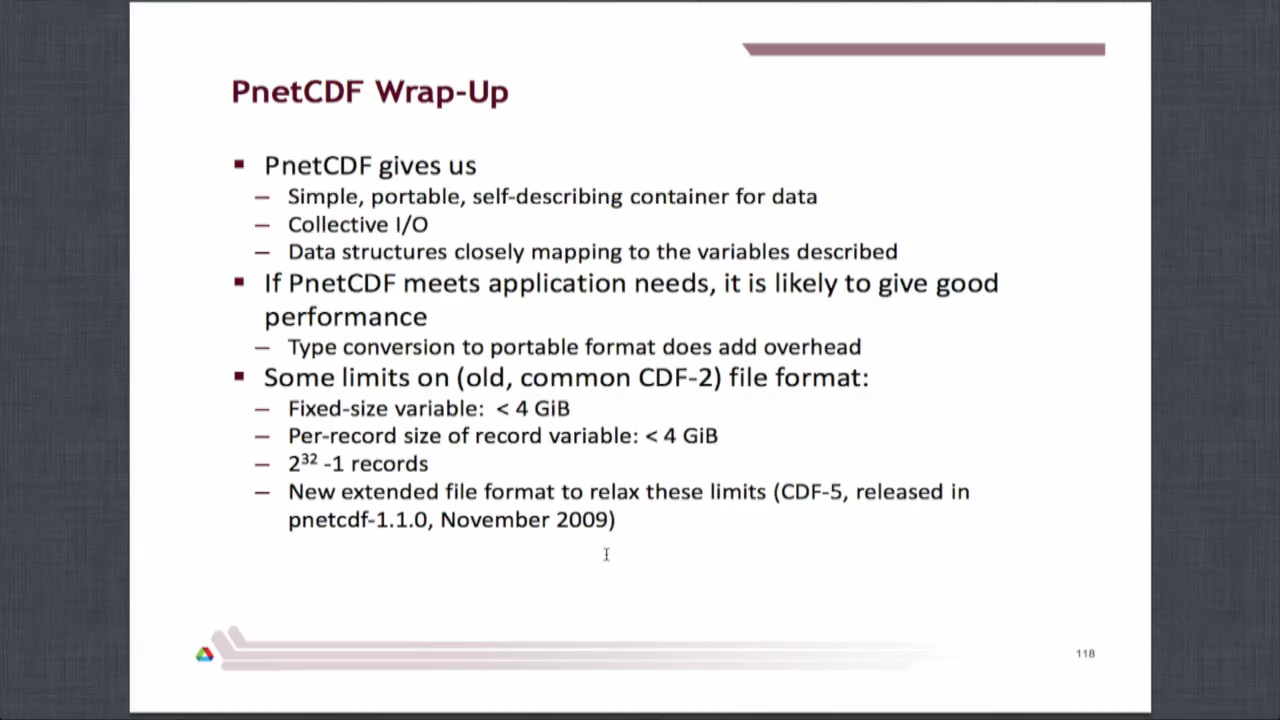 PnetCDF Wrap-Up
▪ PnetCDF gives us
– Simple, portable, self-describing container for data
– Collective I/O
– Data structures closely mapping to the variables described
▪ If PnetCDF meets application needs, it is likely to give good
performance
– Type conversion to portable format does add overhead
▪ Some limits on (old, common CDF-2) file format:
– Fixed-size variable: < 4 GiB
– Per-record size of record variable: < 4 GiB
– 2³² -1 records
– New extended file format to relax these limits (CDF-5, released in
pnetcdf-1.1.0, November 2009)
118